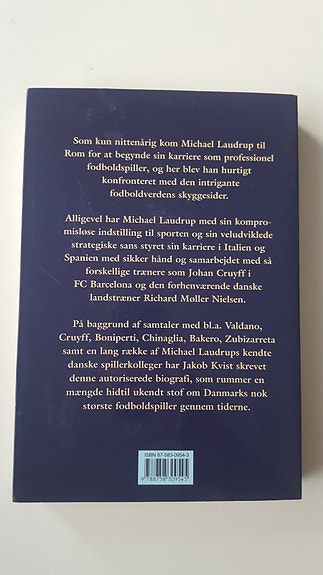 Som kun nittenårig kom Michael Laudrup til
Rom for at begynde sin karriere som professionel
fodboldspiller, og her blev han hurtigt
konfronteret med den intrigante
fodboldverdens skyggesider.
Alligevel har Michael Laudrup med sin kompro-
misløse indstilling til sporten og sin veludviklede
strategiske sans styret sin karriere i Italien og
Spanien med sikker hånd og samarbejdet med så
forskellige trænere som Johan Cruyff i
FC Barcelona og den forhenværende danske
landstræner Richard Møller Nielsen.
På baggrund af samtaler med bl.a. Valdano,
Cruyff, Boniperti, Chinaglia, Bakero, Zubizarreta
samt en lang række af Michael Laudrups kendte
danske spillerkolleger har Jakob Kvist skrevet
denne autoriserede biografi, som rummer en
mængde hidtil ukendt stof om Danmarks nok
største fodboldspiller gennem tiderne.
ISBN 87-583-0954-3
9 788758 309545